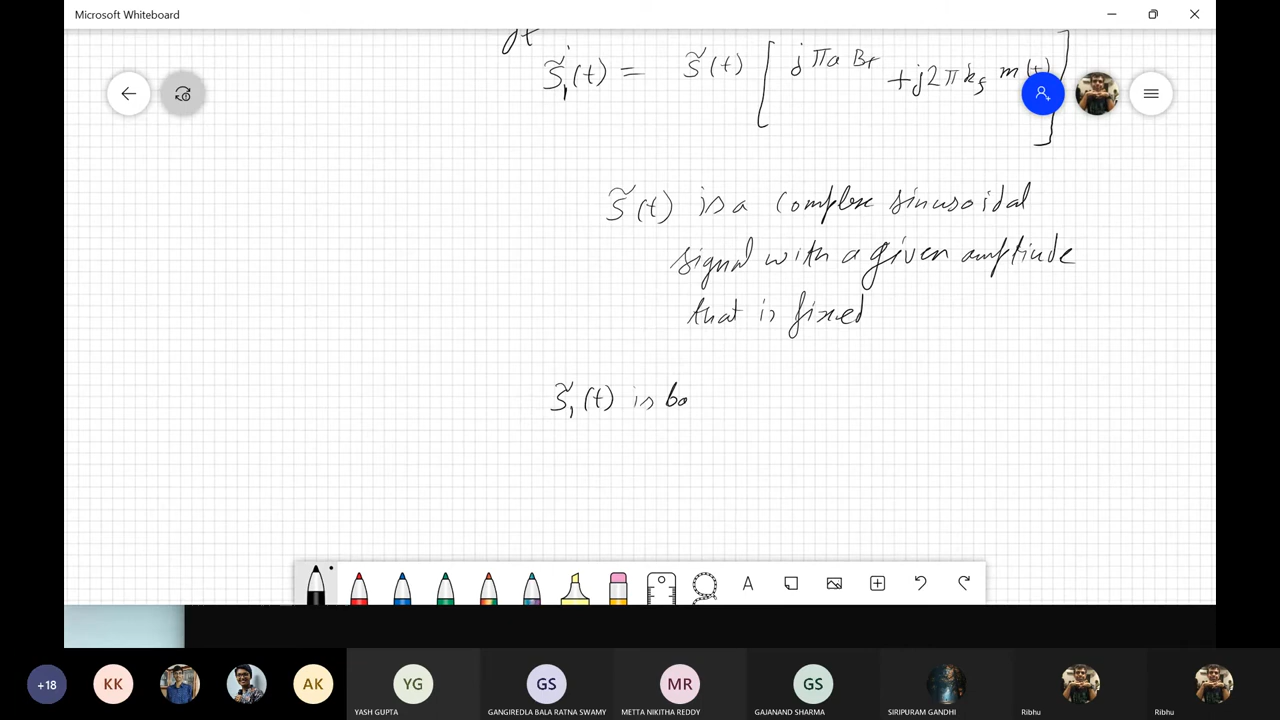 Microsoft Whiteboard
s̃₁(t) = s̃(t) [ jπa B_T + j2πk_f m(t) ]
s̃(t) is a complex sinusoidal
signal with a given amplitude
that is fixed
s̃₁(t) is bo
A
+18
KK
AK
YG
GS
MR
GS
YASH GUPTA
GANGIREDLA BALA RATNA SWAMY
METTA NIKITHA REDDY
GAJANAND SHARMA
SIRIPURAM GANDHI
Ribhu
Ribhu